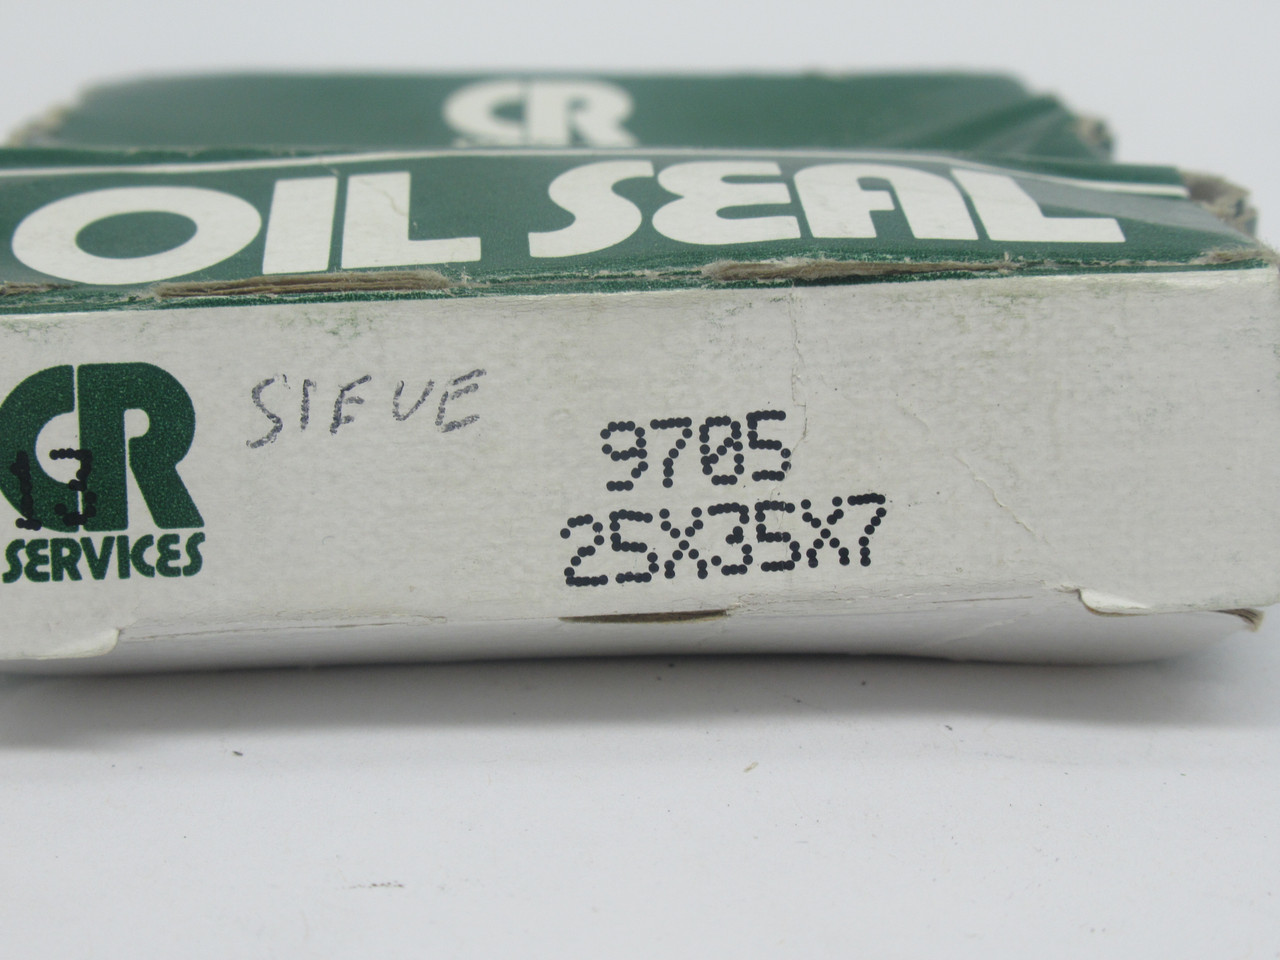 CR
OIL SEAL
CR
13
SERVICES
SIEVE
9705
25X35X7